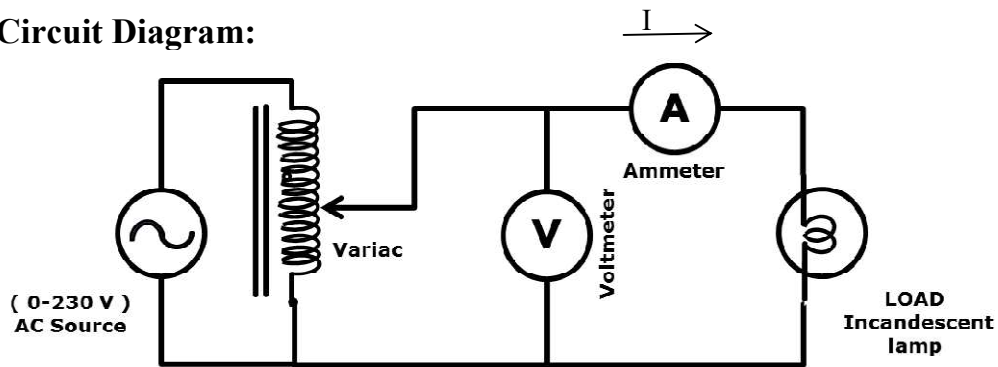 Circuit Diagram:
I
A
Ammeter
V
Voltmeter
Variac
( 0-230 V )
AC Source
LOAD
Incandescent
lamp